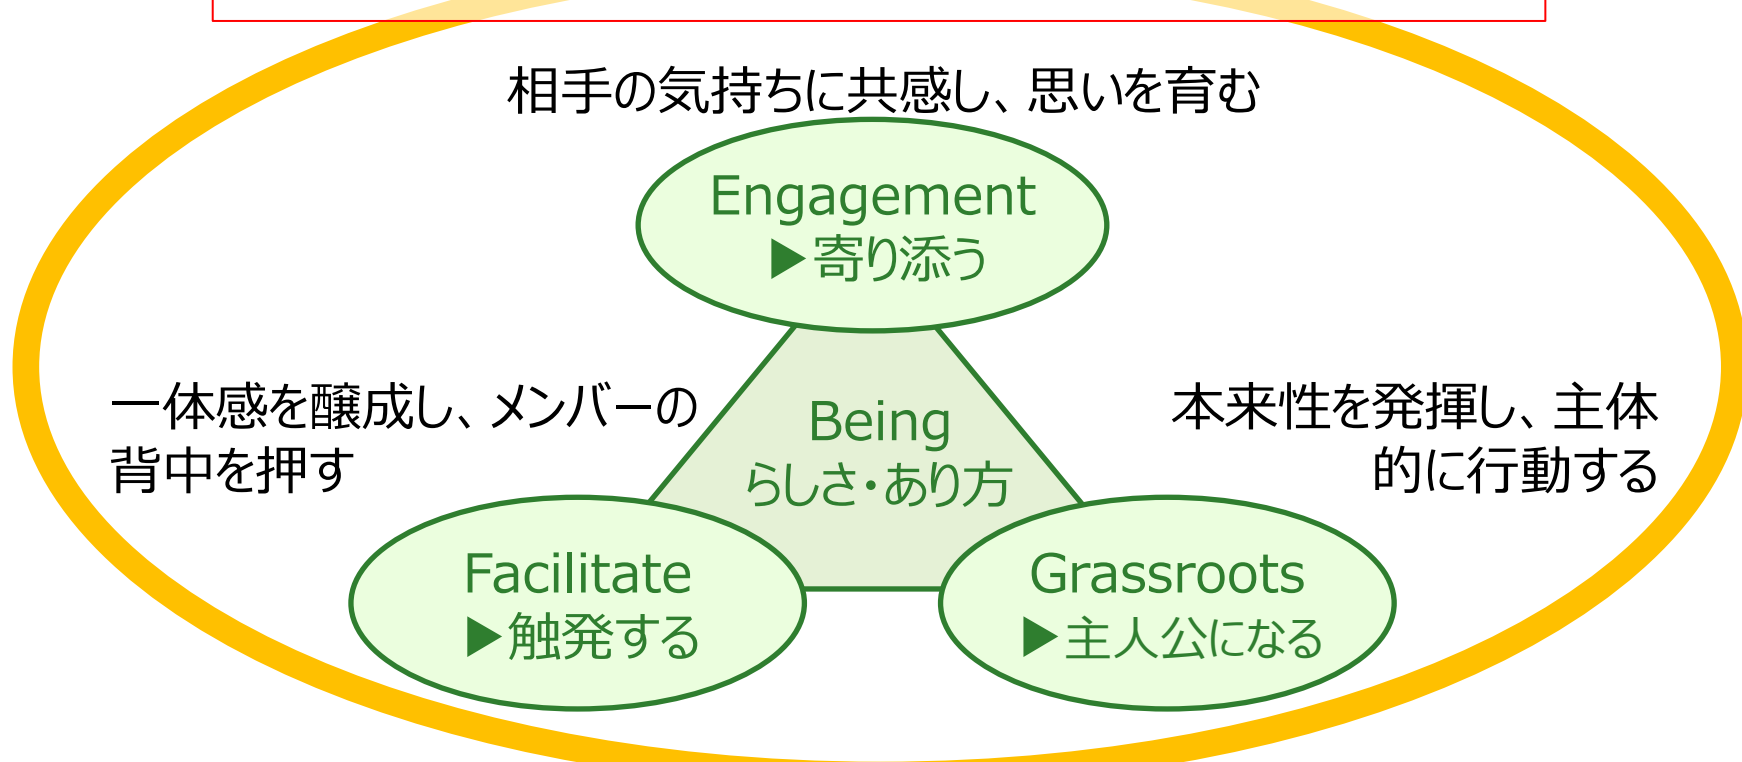 相手の気持ちに共感し、思いを育む
Engagement
▶寄り添う
一体感を醸成し、メンバーの
背中を押す
Being
らしさ・あり方
本来性を発揮し、主体
的に行動する
Facilitate
▶触発する
Grassroots
▶主人公になる